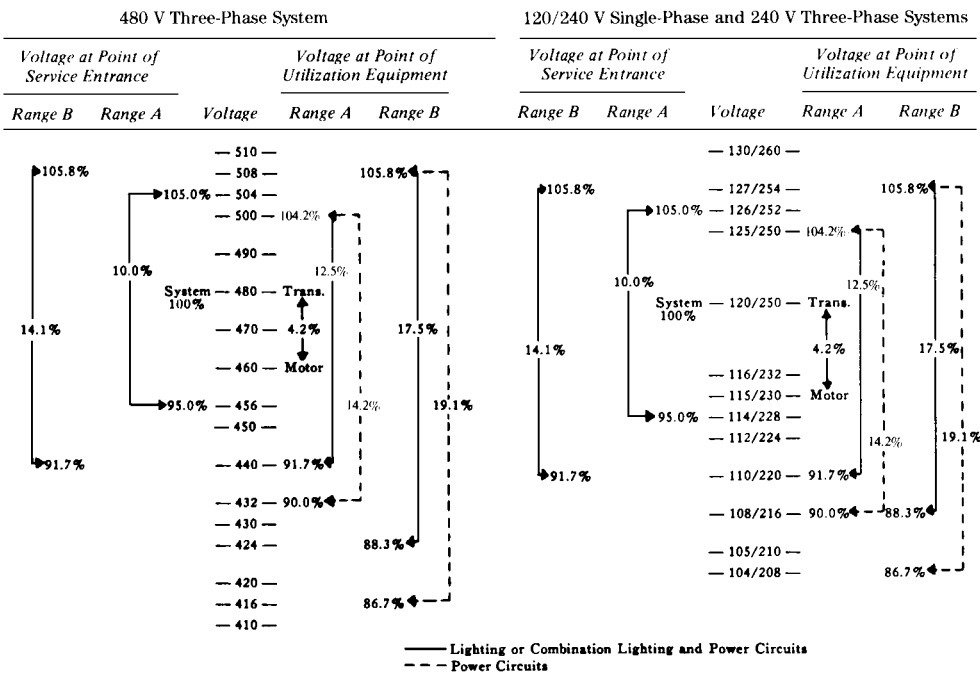 480 V Three-Phase System
120/240 V Single-Phase and 240 V Three-Phase Systems
Voltage at Point of Service Entrance
Voltage at Point of Utilization Equipment
Voltage at Point of Service Entrance
Voltage at Point of Utilization Equipment
Range B Range A Voltage Range A Range B
Range B Range A Voltage Range A Range B
— 510 —
105.8% — 508 — 105.8%
105.0% — 504 —
— 500 — 104.2%
— 490 —
10.0% 12.5%
System 100% — 480 — Trans.
14.1% — 470 — 4.2% 17.5%
— 460 — Motor
95.0% — 456 — 14.2% 19.1%
— 450 —
91.7% — 440 — 91.7%
— 432 — 90.0%
— 430 —
— 424 — 88.3%
— 420 —
— 416 — 86.7%
— 410 —
— 130/260 —
105.8% — 127/254 — 105.8%
105.0% — 126/252 —
— 125/250 — 104.2%
10.0% 12.5%
System 100% — 120/250 — Trans.
14.1% 4.2% 17.5%
— 116/232 —
— 115/230 — Motor
95.0% — 114/228 —
— 112/224 — 14.2% 19.1%
91.7% — 110/220 — 91.7%
— 108/216 — 90.0% 88.3%
— 105/210 —
— 104/208 — 86.7%
Lighting or Combination Lighting and Power Circuits
Power Circuits